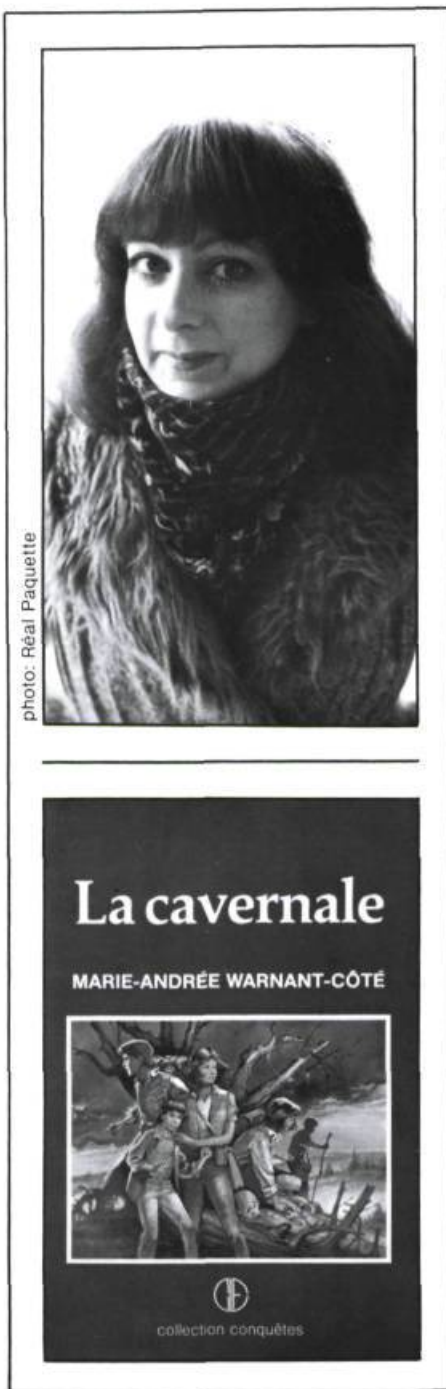 photo: Réal Paquette
La cavernale
MARIE-ANDRÉE WARNANT-CÔTÉ
collection conquêtes